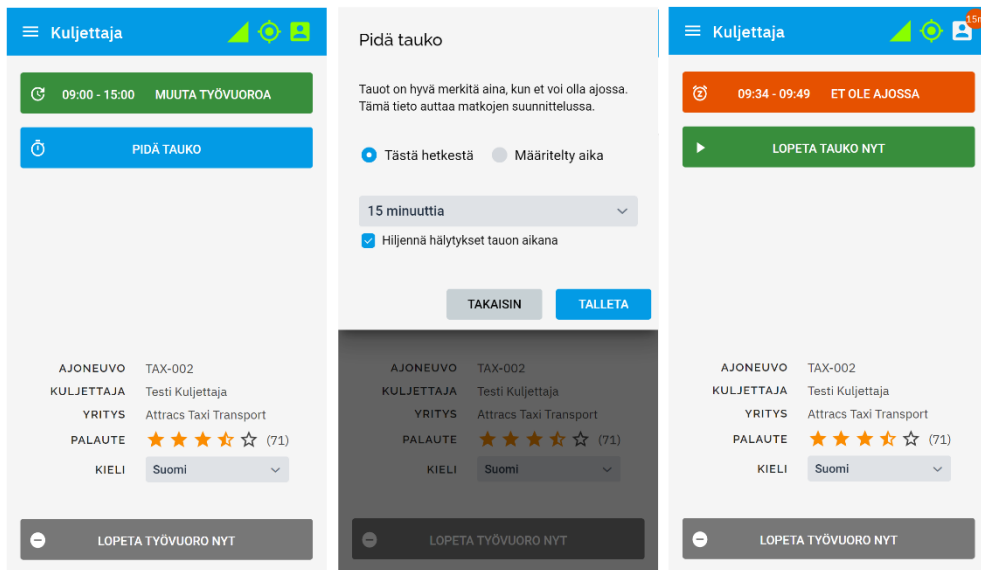 Kuljettaja
09:00 - 15:00 MUUTA TYÖVUOROA
PIDÄ TAUKO
AJONEUVO TAX-002
KULJETTAJA Testi Kuljettaja
YRITYS Attracs Taxi Transport
PALAUTE (71)
KIELI Suomi
LOPETA TYÖVUORO NYT
Pidä tauko
Tauot on hyvä merkitä aina, kun et voi olla ajossa.
Tämä tieto auttaa matkojen suunnittelussa.
Tästä hetkestä Määritelty aika
15 minuuttia
Hiljennä hälytykset tauon aikana
TAKAISIN TALLETA
AJONEUVO TAX-002
KULJETTAJA Testi Kuljettaja
YRITYS Attracs Taxi Transport
PALAUTE (71)
KIELI Suomi
LOPETA TYÖVUORO NYT
Kuljettaja 15m
09:34 - 09:49 ET OLE AJOSSA
LOPETA TAUKO NYT
AJONEUVO TAX-002
KULJETTAJA Testi Kuljettaja
YRITYS Attracs Taxi Transport
PALAUTE (71)
KIELI Suomi
LOPETA TYÖVUORO NYT